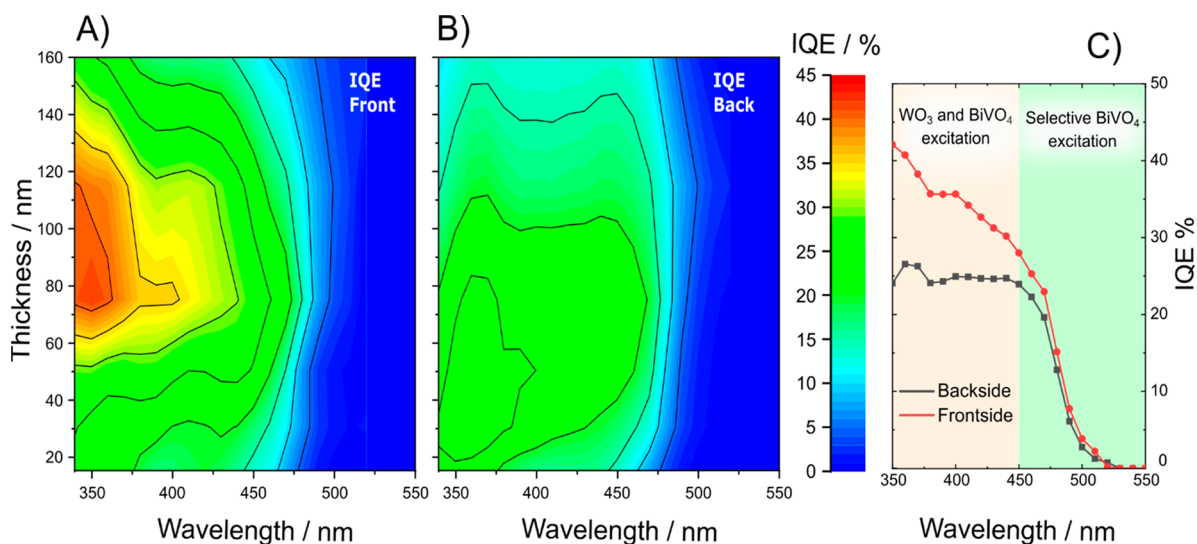 A)
B)
C)
IQE / %
IQE
Front
IQE
Back
Thickness / nm
160
140
120
100
80
60
40
20
350
400
450
500
550
Wavelength / nm
350
400
450
500
550
Wavelength / nm
45
40
35
30
25
20
15
10
5
0
WO₃ and BiVO₄
excitation
Selective BiVO₄
excitation
Backside
Frontside
50
40
30
20
10
0
IQE %
350
400
450
500
550
Wavelength / nm